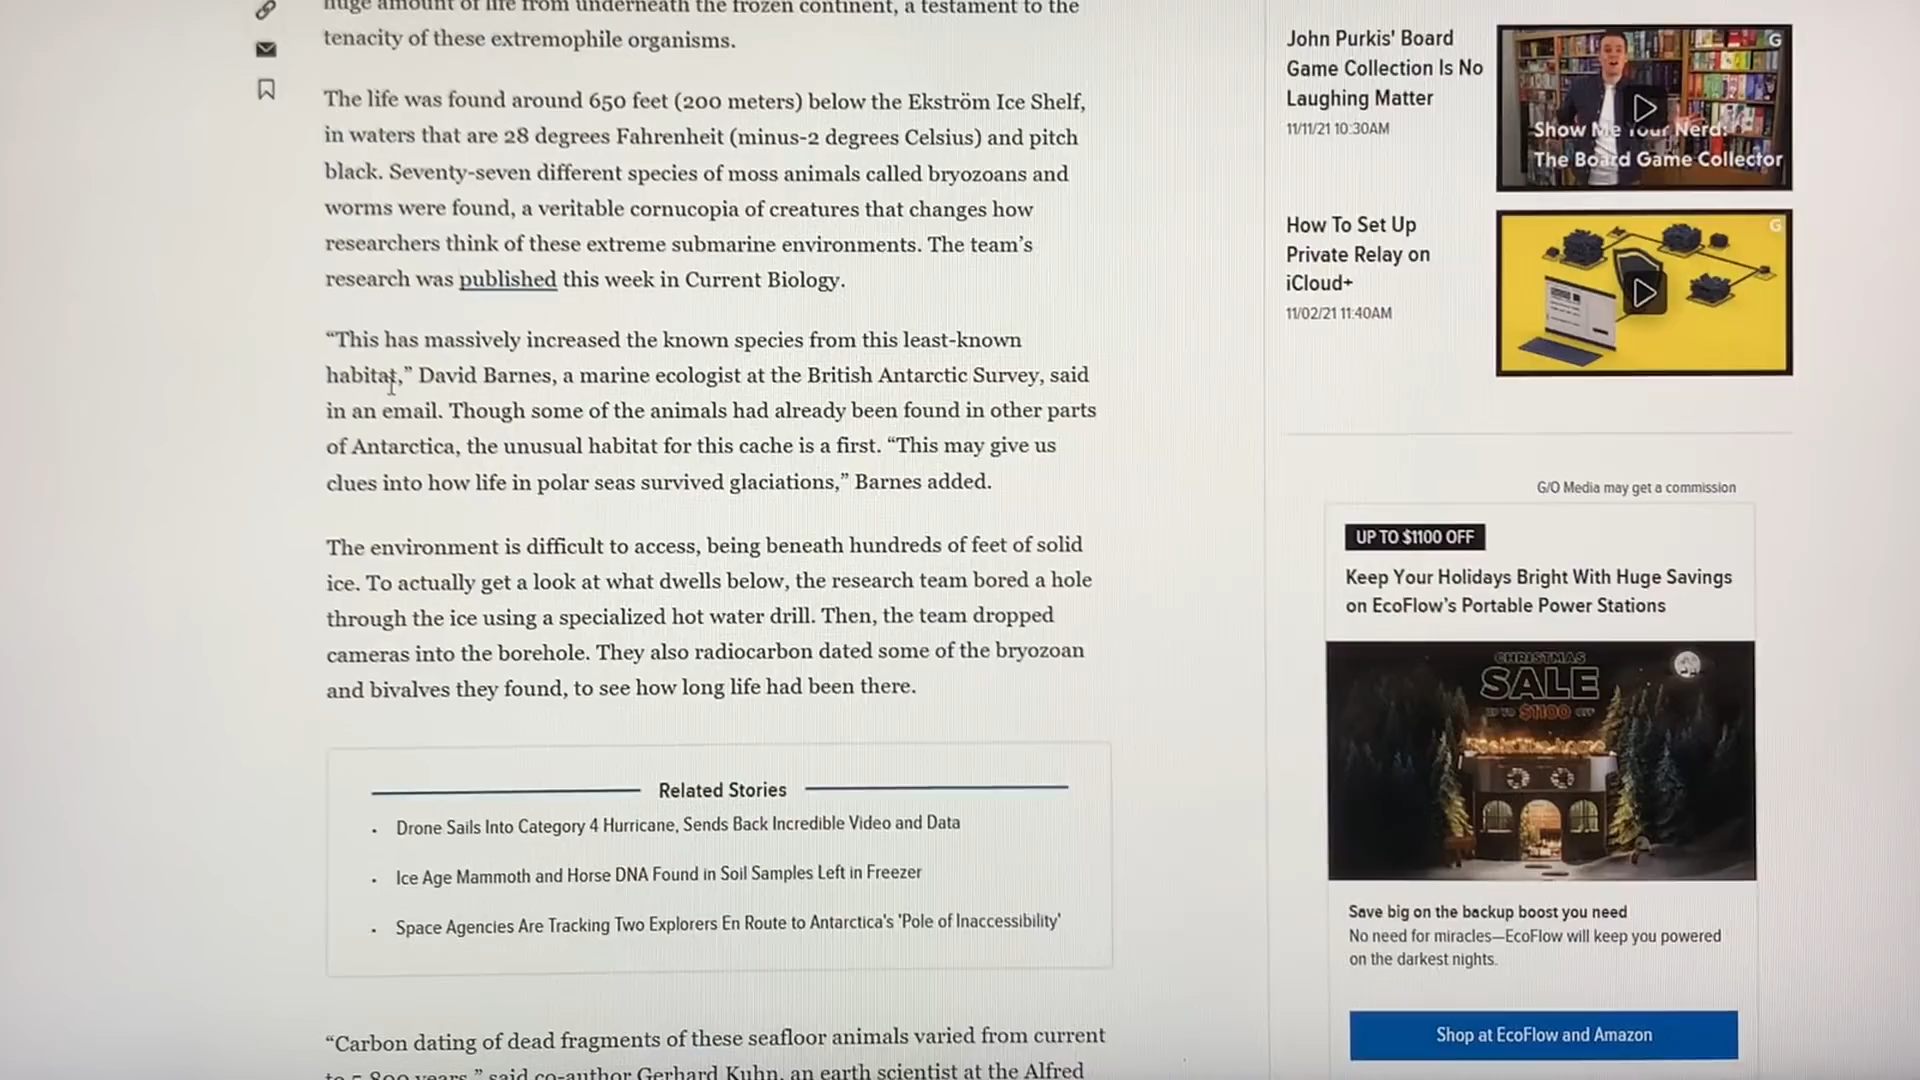 huge amount of life from underneath the frozen continent, a testament to the
tenacity of these extremophile organisms.
The life was found around 650 feet (200 meters) below the Ekström Ice Shelf,
in waters that are 28 degrees Fahrenheit (minus-2 degrees Celsius) and pitch
black. Seventy-seven different species of moss animals called bryozoans and
worms were found, a veritable cornucopia of creatures that changes how
researchers think of these extreme submarine environments. The team’s
research was published this week in Current Biology.
“This has massively increased the known species from this least-known
habitat,” David Barnes, a marine ecologist at the British Antarctic Survey, said
in an email. Though some of the animals had already been found in other parts
of Antarctica, the unusual habitat for this cache is a first. “This may give us
clues into how life in polar seas survived glaciations,” Barnes added.
The environment is difficult to access, being beneath hundreds of feet of solid
ice. To actually get a look at what dwells below, the research team bored a hole
through the ice using a specialized hot water drill. Then, the team dropped
cameras into the borehole. They also radiocarbon dated some of the bryozoan
and bivalves they found, to see how long life had been there.
Related Stories
• Drone Sails Into Category 4 Hurricane, Sends Back Incredible Video and Data
• Ice Age Mammoth and Horse DNA Found in Soil Samples Left in Freezer
• Space Agencies Are Tracking Two Explorers En Route to Antarctica's 'Pole of Inaccessibility'
“Carbon dating of dead fragments of these seafloor animals varied from current
to 5,800 years,” said co-author Gerhard Kuhn, an earth scientist at the Alfred
John Purkis' Board
Game Collection Is No
Laughing Matter
11/11/21 10:30AM
G
Show Me Your Nerd:
The Board Game Collector
How To Set Up
Private Relay on
iCloud+
11/02/21 11:40AM
G
G/O Media may get a commission
UP TO $1100 OFF
Keep Your Holidays Bright With Huge Savings
on EcoFlow’s Portable Power Stations
CHRISTMAS
SALE
UP TO $1100 OFF
Save big on the backup boost you need
No need for miracles—EcoFlow will keep you powered
on the darkest nights.
Shop at EcoFlow and Amazon